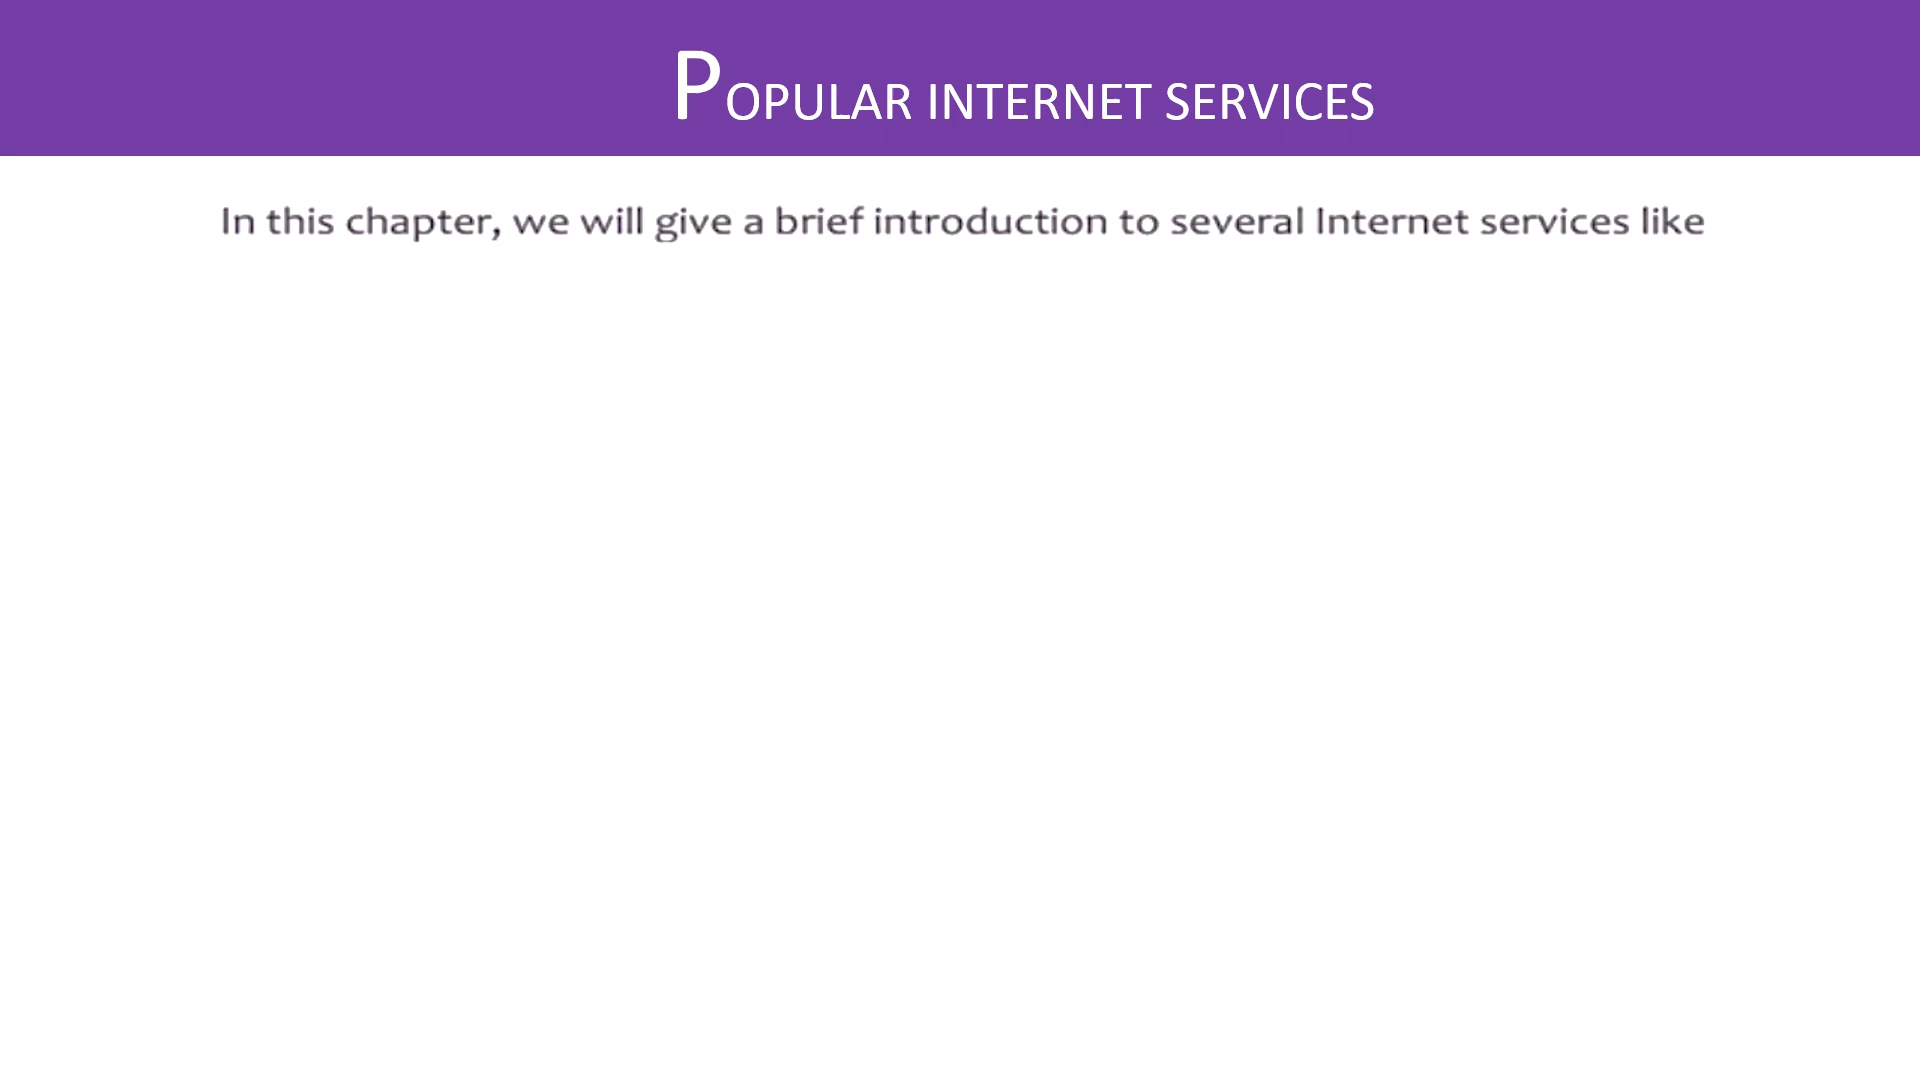 POPULAR INTERNET SERVICES
In this chapter, we will give a brief introduction to several Internet services like